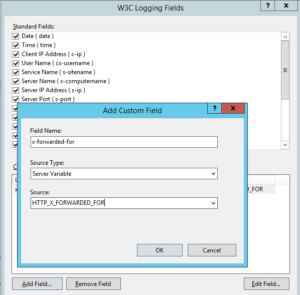 W3C Logging Fields
? X
Standard Fields:
Date ( date )
Time ( time )
Client IP Address ( c-ip )
User Name ( cs-username )
Service Name ( s-sitename )
Server Name ( s-computername )
Server IP Address ( s-ip )
Server Port ( s-port )
Add Custom Field
? X
Field Name:
x-forwarded-for
Source Type:
Server Variable
Source:
HTTP_X_FORWARDED_FOR
OK Cancel
_FOR
Add Field... Remove Field Edit Field...